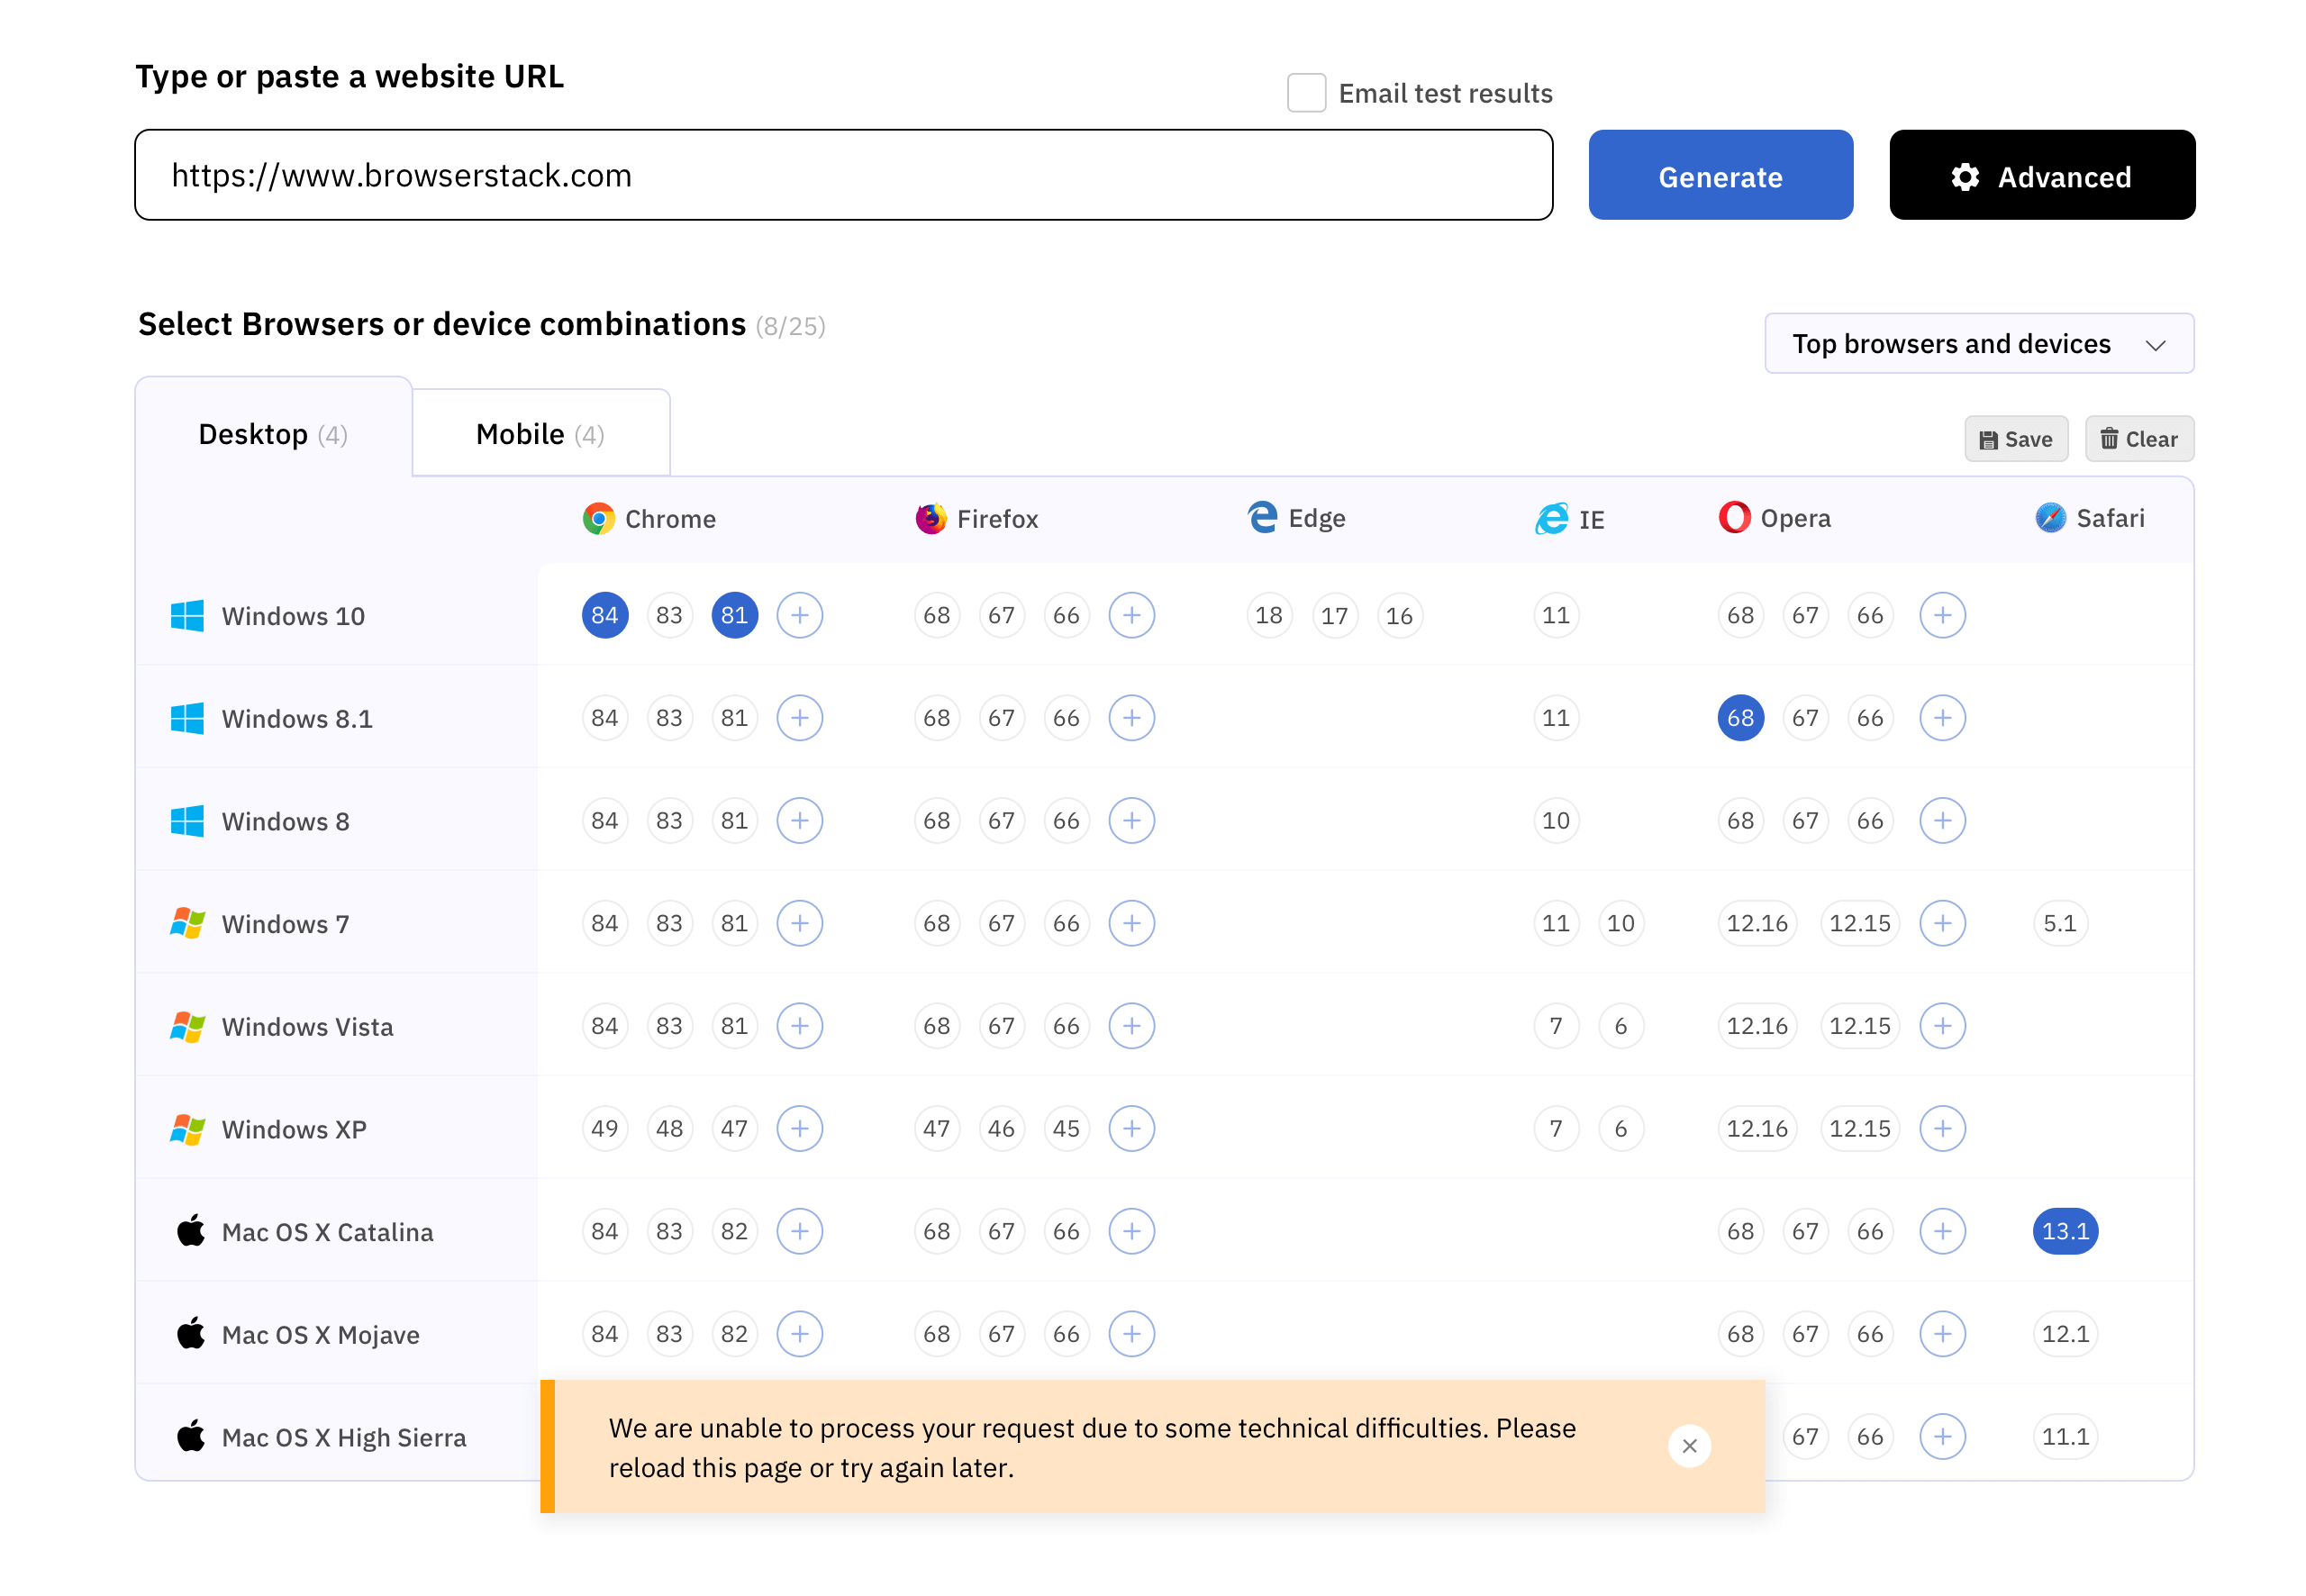 Type or paste a website URL
Email test results
https://www.browserstack.com
Generate
Advanced
Select Browsers or device combinations (8/25)
Top browsers and devices
Desktop (4)
Mobile (4)
Save
Clear
Chrome Firefox Edge IE Opera Safari
Windows 10 84 83 81 + 68 67 66 + 18 17 16 11 68 67 66 +
Windows 8.1 84 83 81 + 68 67 66 + 11 68 67 66 +
Windows 8 84 83 81 + 68 67 66 + 10 68 67 66 +
Windows 7 84 83 81 + 68 67 66 + 11 10 12.16 12.15 + 5.1
Windows Vista 84 83 81 + 68 67 66 + 7 6 12.16 12.15 +
Windows XP 49 48 47 + 47 46 45 + 7 6 12.16 12.15 +
Mac OS X Catalina 84 83 82 + 68 67 66 + 68 67 66 + 13.1
Mac OS X Mojave 84 83 82 + 68 67 66 + 68 67 66 + 12.1
Mac OS X High Sierra 67 66 + 11.1
We are unable to process your request due to some technical difficulties. Please
reload this page or try again later.